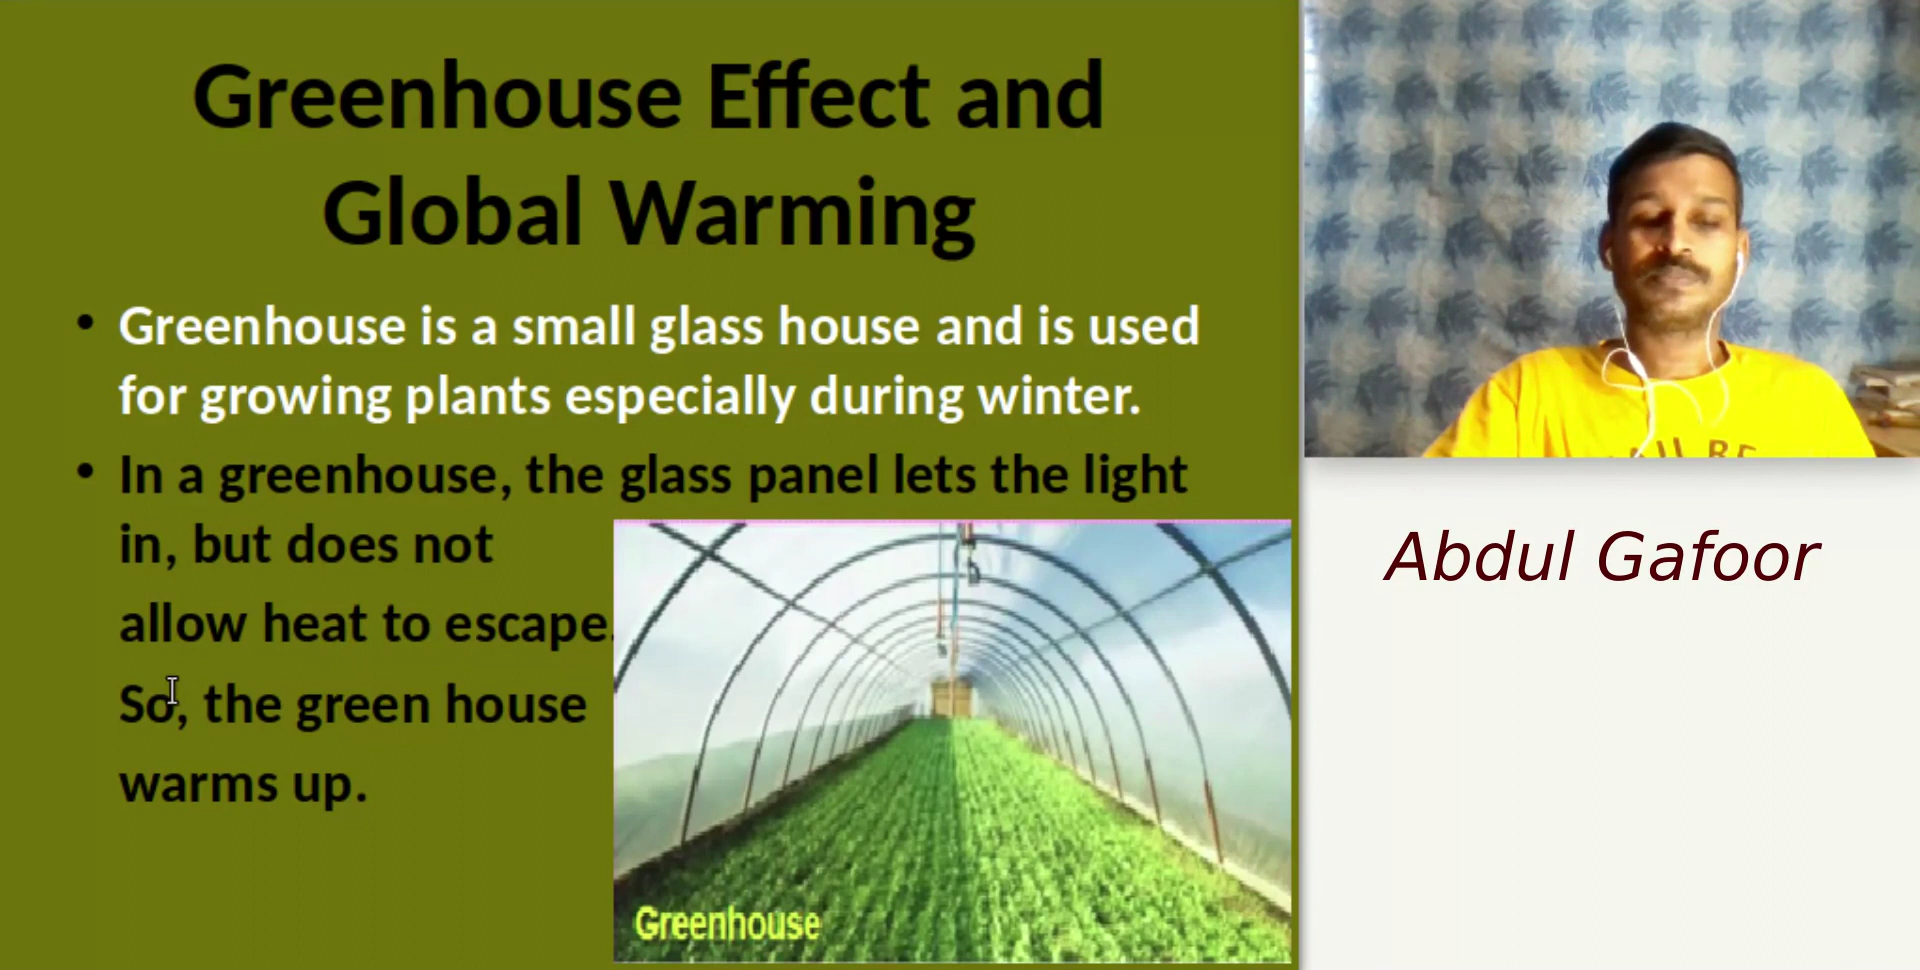 Greenhouse Effect and
Global Warming
• Greenhouse is a small glass house and is used
for growing plants especially during winter.
• In a greenhouse, the glass panel lets the light
in, but does not
allow heat to escape.
So, the green house
warms up.
Greenhouse
Abdul Gafoor